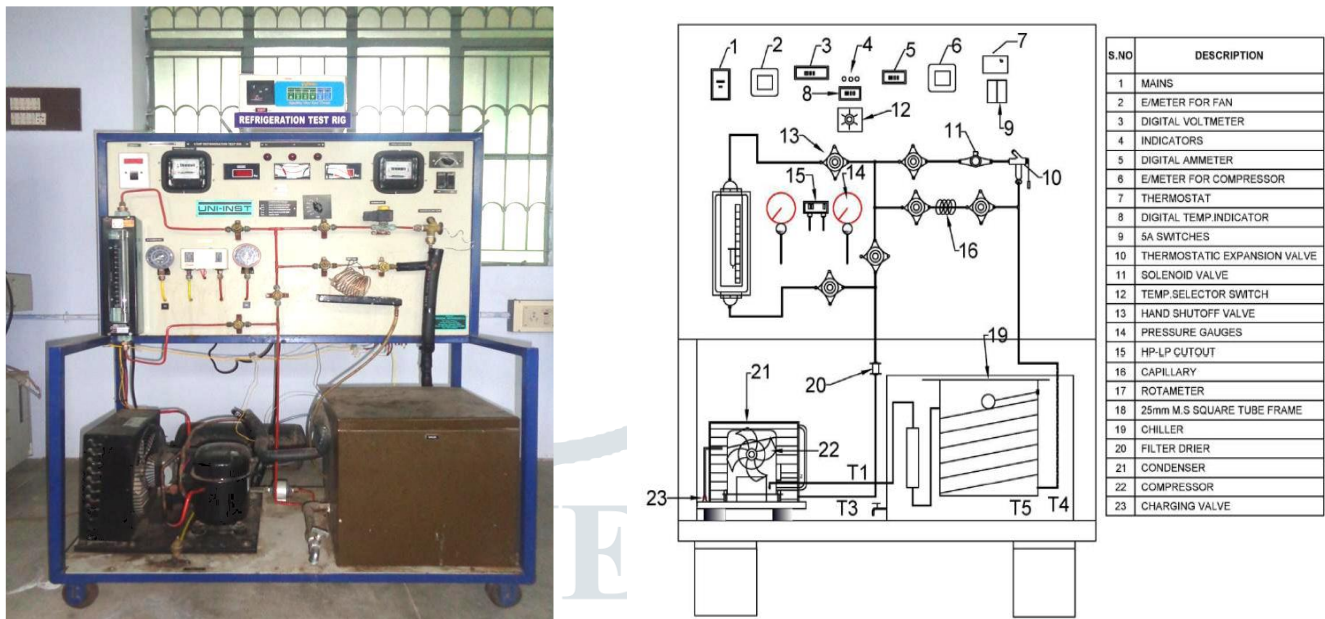 REFRIGERATION TEST RIG
UNI-INST
1
2
3
4
5
6
7
8
12
9
13
11
10
15
14
16
19
20
21
22
23
T1
T3
T5
T4
S.NO DESCRIPTION
1 MAINS
2 E/METER FOR FAN
3 DIGITAL VOLTMETER
4 INDICATORS
5 DIGITAL AMMETER
6 E/METER FOR COMPRESSOR
7 THERMOSTAT
8 DIGITAL TEMP.INDICATOR
9 5A SWITCHES
10 THERMOSTATIC EXPANSION VALVE
11 SOLENOID VALVE
12 TEMP.SELECTOR SWITCH
13 HAND SHUTOFF VALVE
14 PRESSURE GAUGES
15 HP-LP CUTOUT
16 CAPILLARY
17 ROTAMETER
18 25mm M.S SQUARE TUBE FRAME
19 CHILLER
20 FILTER DRIER
21 CONDENSER
22 COMPRESSOR
23 CHARGING VALVE
E